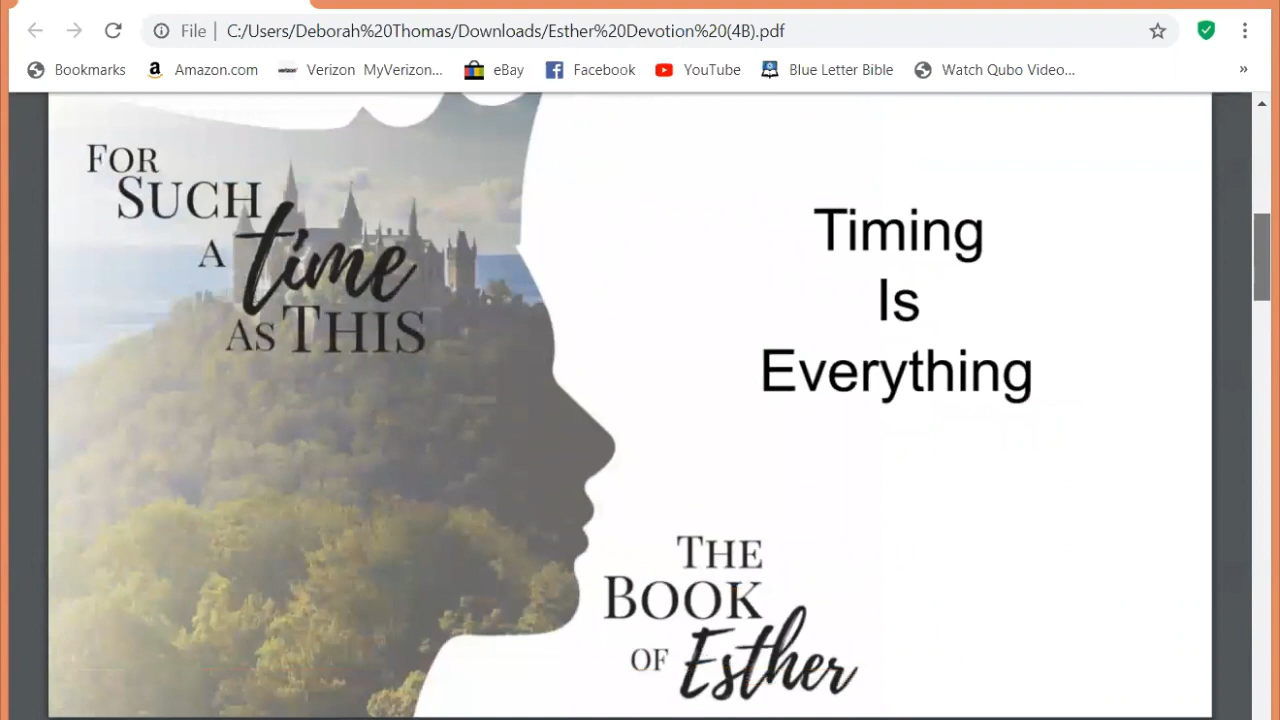 File | C:/Users/Deborah%20Thomas/Downloads/Esther%20Devotion%20(4B).pdf
Bookmarks Amazon.com Verizon MyVerizon... eBay Facebook YouTube Blue Letter Bible Watch Qubo Video... »
FOR
SUCH
A time
AS THIS
Timing
Is
Everything
THE
BOOK
OF Esther